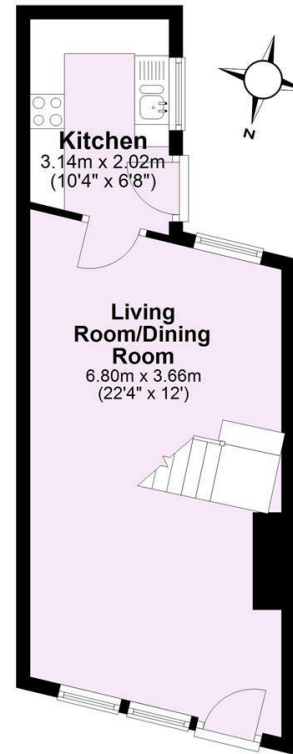 Kitchen
3.14m x 2.02m
(10'4" x 6'8")
N
Living
Room/Dining
Room
6.80m x 3.66m
(22'4" x 12')